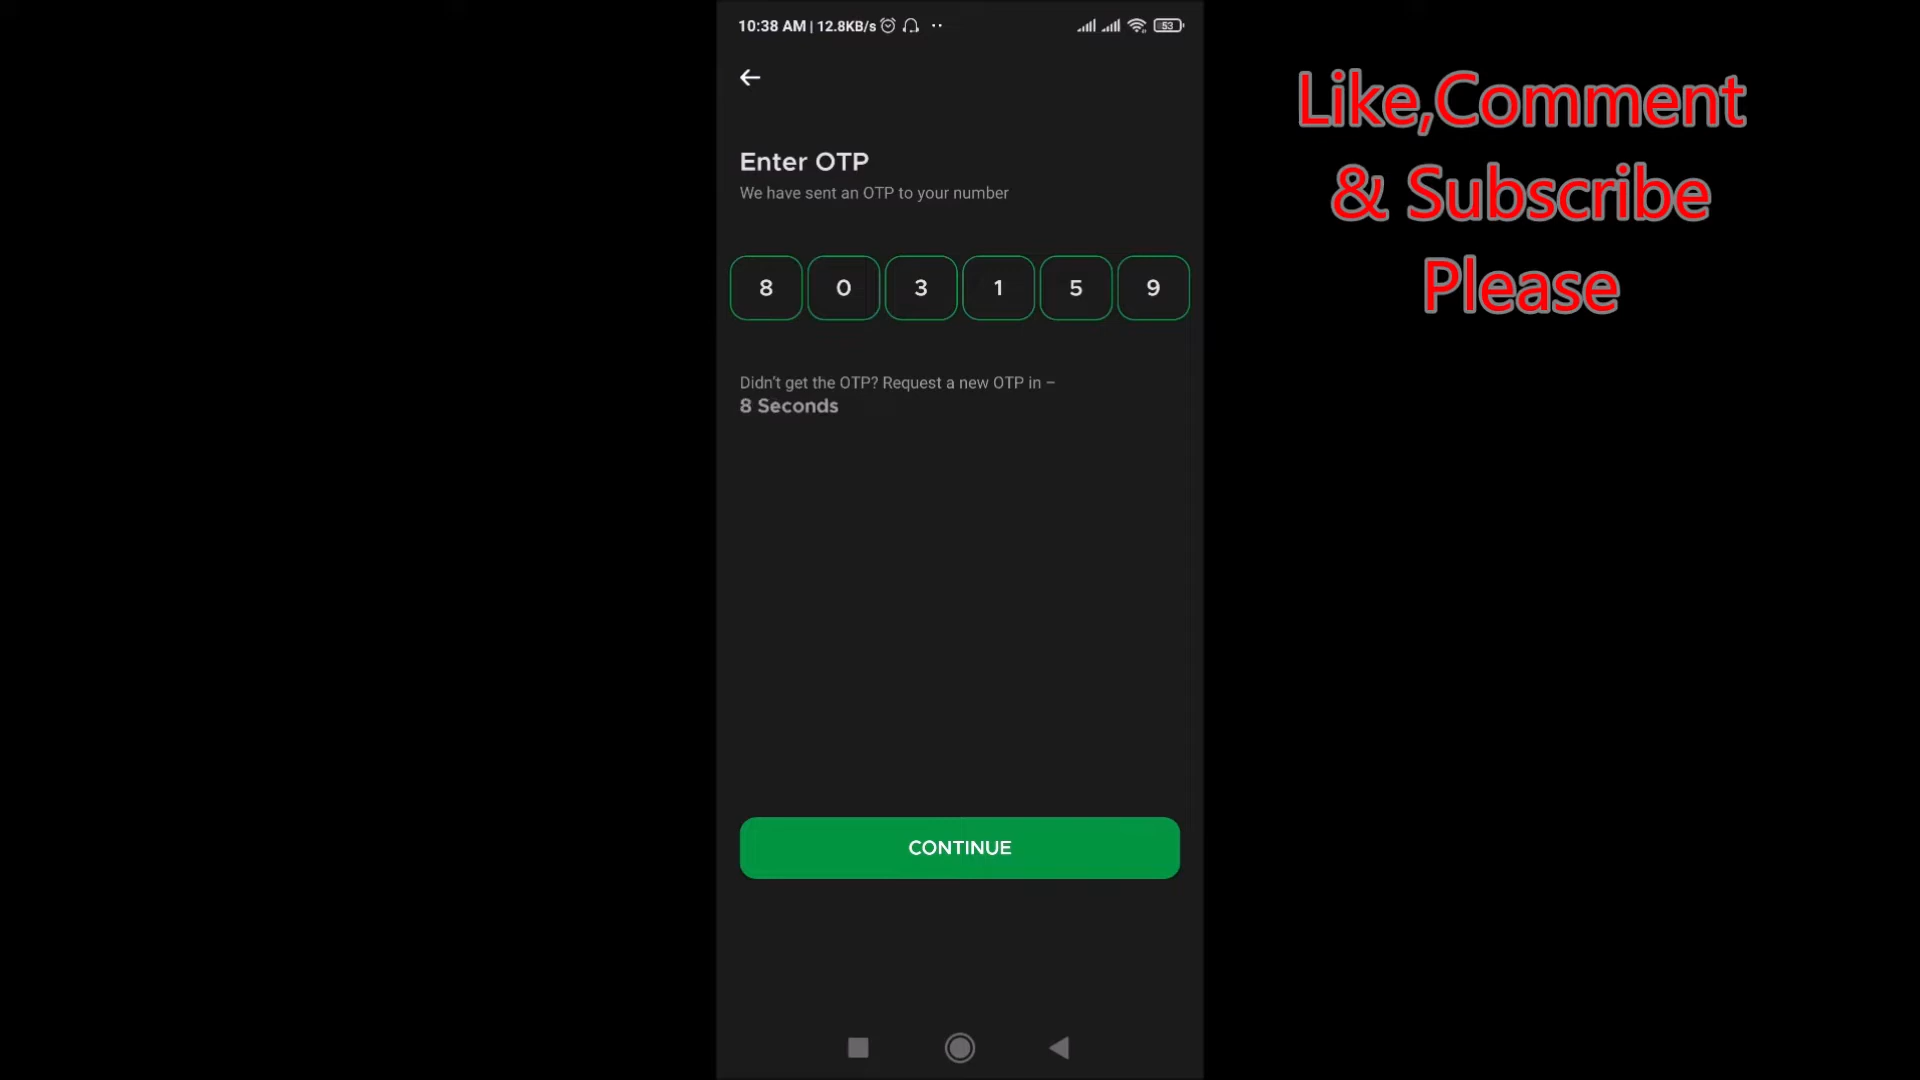 10:38 AM | 12.8KB/s
53
Enter OTP
We have sent an OTP to your number
8 0 3 1 5 9
Didn't get the OTP? Request a new OTP in –
8 Seconds
CONTINUE
Like,Comment
& Subscribe
Please